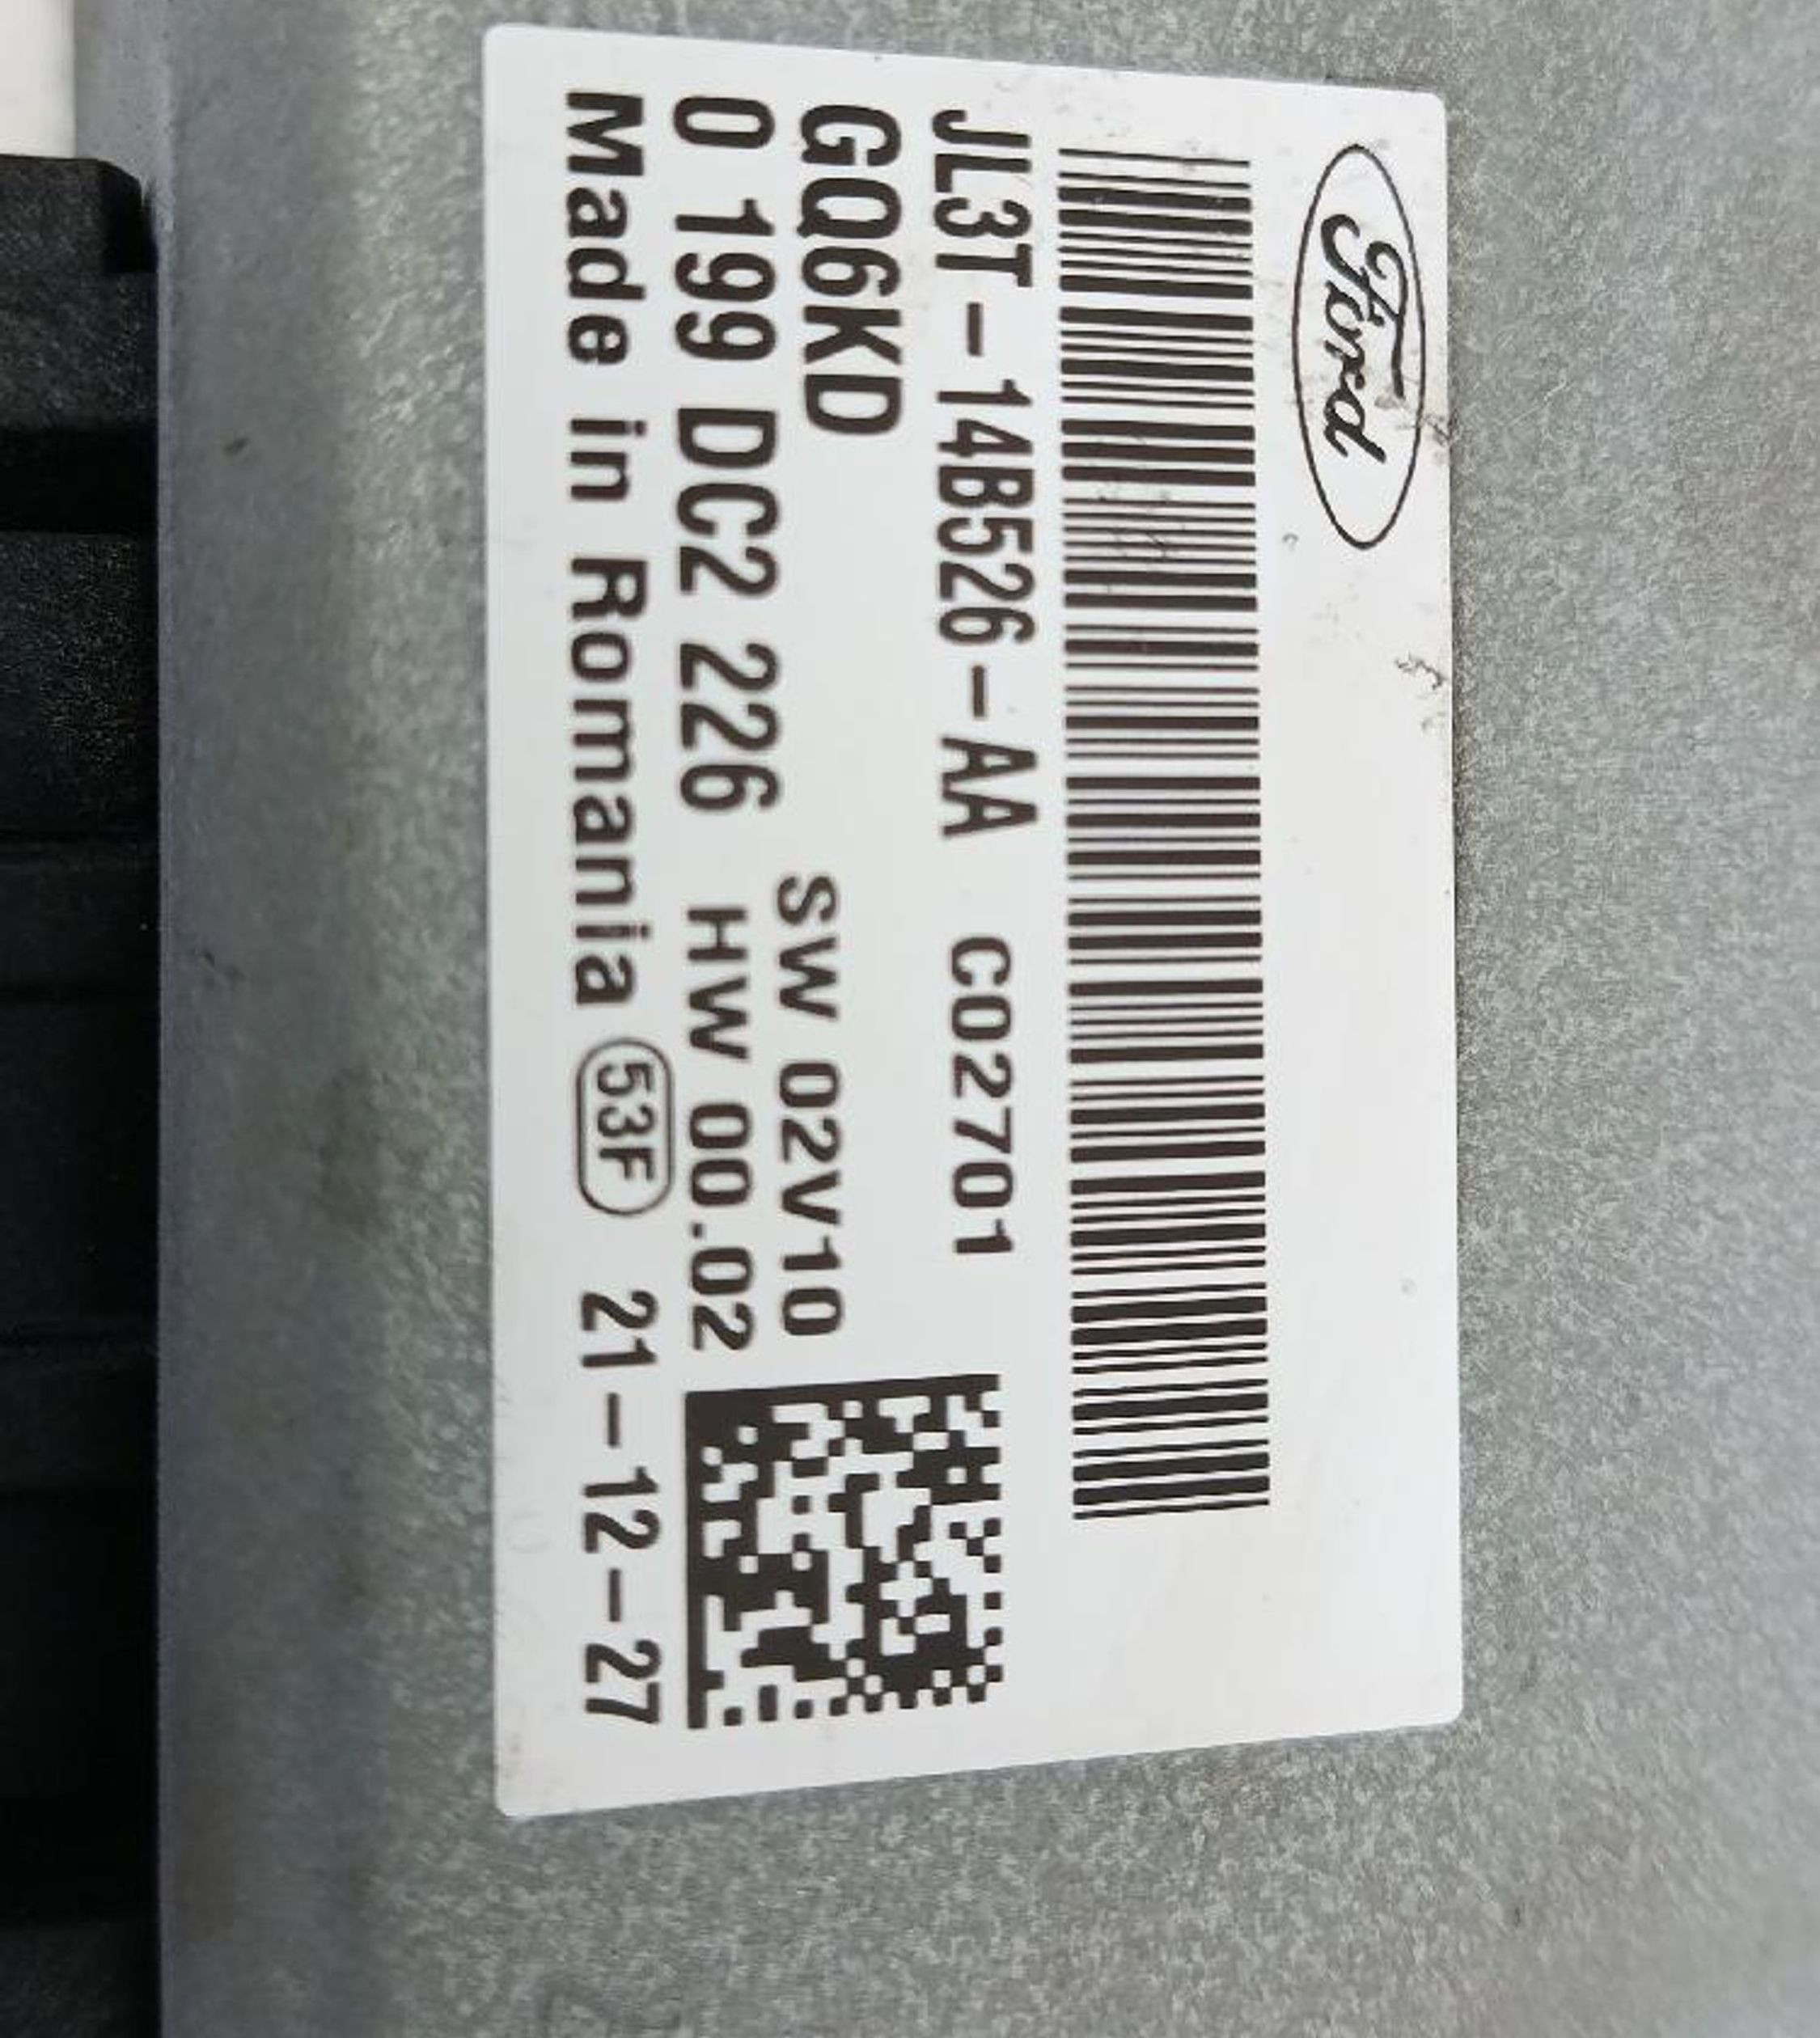 Ford
JL3T-14B526-AA C02701
GQ6KD
SW 02V10
0 199 DC2 226 HW 00.02
Made in Romania 53F 21-12-27